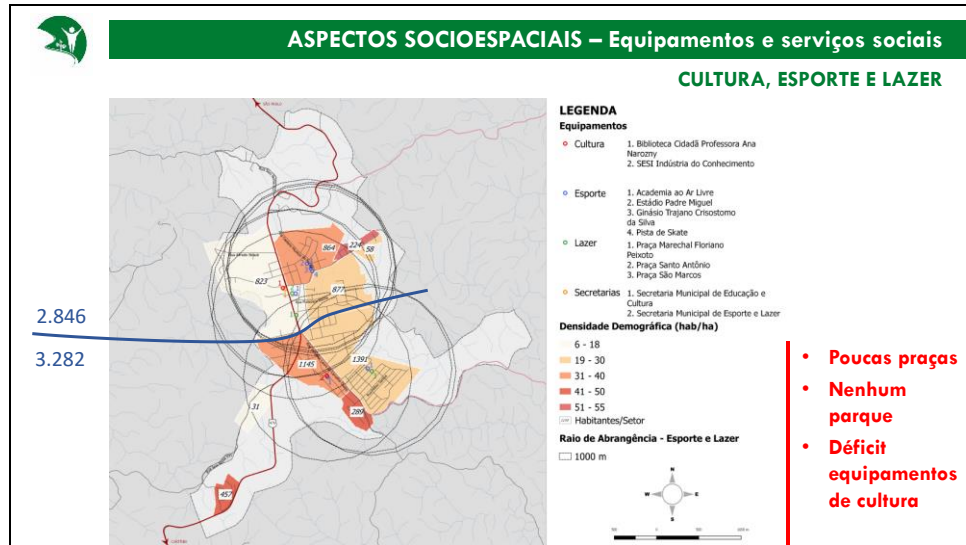 ASPECTOS SOCIOESPACIAIS – Equipamentos e serviços sociais
CULTURA, ESPORTE E LAZER
LEGENDA
Equipamentos
Cultura
1. Biblioteca Cidadã Professora Ana
Narozny
2. SESI Indústria do Conhecimento
Esporte
1. Academia ao Ar Livre
2. Estádio Padre Miguel
3. Ginásio Trajano Crisostomo
da Silva
4. Pista de Skate
Lazer
1. Praça Marechal Floriano
Peixoto
2. Praça Santo Antônio
3. Praça São Marcos
Secretarias
1. Secretaria Municipal de Educação e
Cultura
2. Secretaria Municipal de Esporte e Lazer
Densidade Demográfica (hab/ha)
6 - 18
19 - 30
31 - 40
41 - 50
51 - 55
Habitantes/Setor
Raio de Abrangência - Esporte e Lazer
1000 m
N
W
E
S
SÃO PAULO
864
224
58
823
877
2.846
3.282
1145
1391
289
31
457
CURITIBA
• Poucas praças
• Nenhum
parque
• Déficit
equipamentos
de cultura